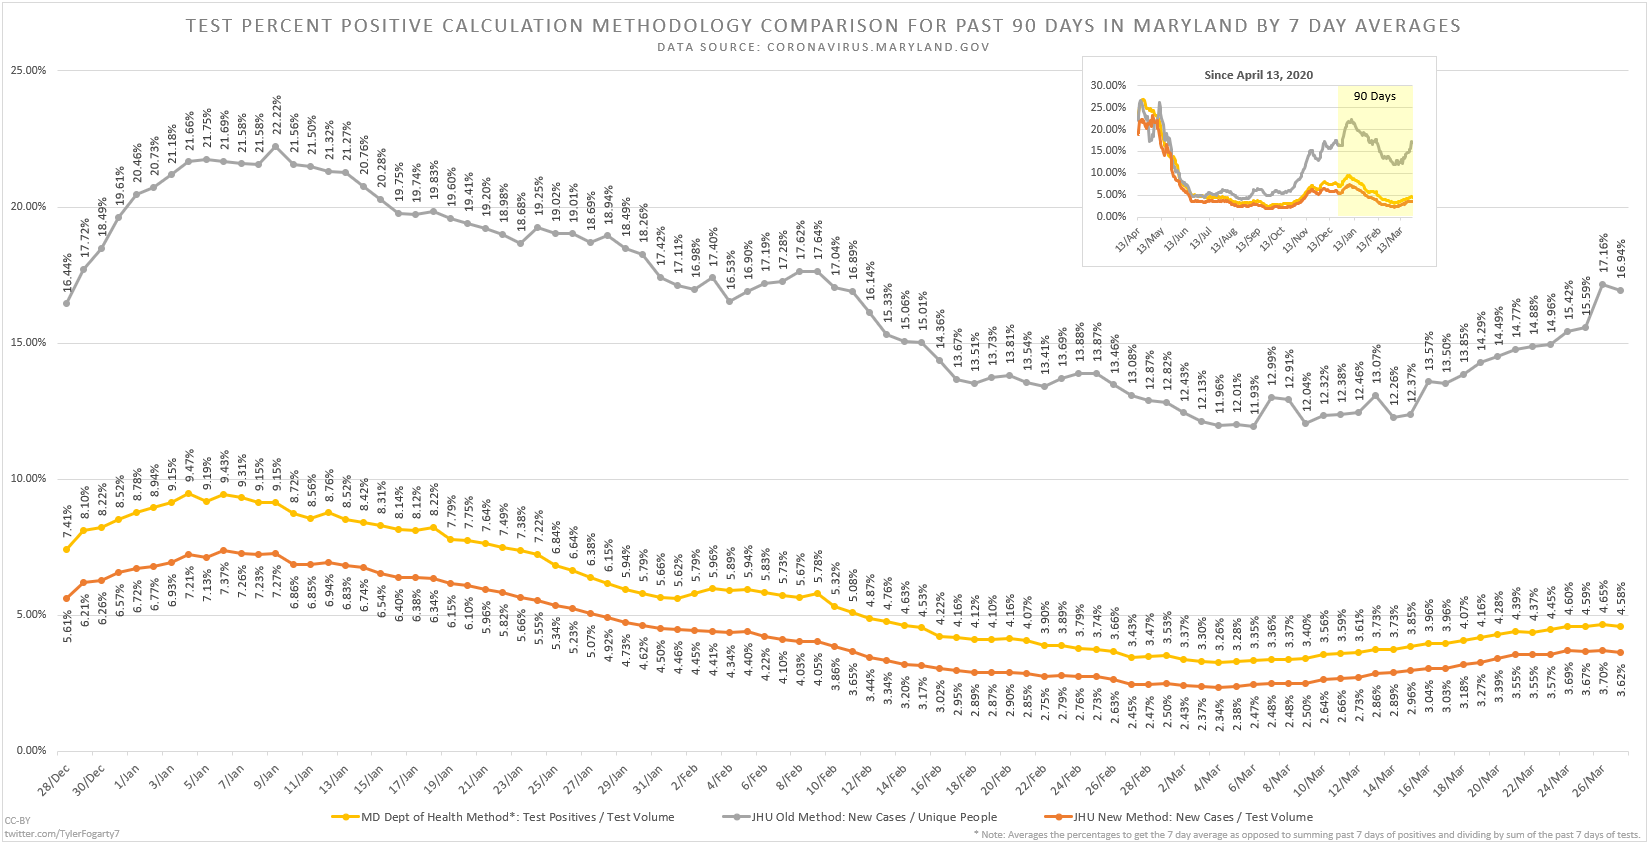 TEST PERCENT POSITIVE CALCULATION METHODOLOGY COMPARISON FOR PAST 90 DAYS IN MARYLAND BY 7 DAY AVERAGES
DATA SOURCE: CORONAVIRUS.MARYLAND.GOV
25.00%
20.00%
15.00%
10.00%
5.00%
0.00%
Since April 13, 2020
90 Days
30.00%
25.00%
20.00%
15.00%
10.00%
5.00%
0.00%
13/Apr 13/May 13/Jun 13/Jul 13/Aug 13/Sep 13/Oct 13/Nov 13/Dec 13/Jan 13/Feb 13/Mar
16.44% 17.72% 18.49% 19.61% 20.46% 20.73% 21.18% 21.66% 21.75% 21.69% 21.58% 21.58% 22.22% 21.56% 21.50% 21.32% 21.27% 20.76% 20.28% 19.75% 19.74% 19.83% 19.60% 19.41% 19.20% 18.98% 18.68% 19.25% 19.02% 19.01% 18.69% 18.94% 18.49% 18.26% 17.42% 17.11% 16.98% 17.40% 16.53% 16.90% 17.19% 17.28% 17.62% 17.64% 17.04% 16.89% 16.14% 15.33% 15.06% 15.01% 14.36% 13.67% 13.51% 13.73% 13.81% 13.54% 13.41% 13.69% 13.88% 13.87% 13.46% 13.08% 12.87% 12.82% 12.43% 12.13% 11.96% 12.01% 11.93% 12.99% 12.91% 12.04% 12.32% 12.38% 12.46% 13.07% 12.26% 12.37% 13.57% 13.50% 13.85% 14.29% 14.49% 14.77% 14.88% 14.96% 15.42% 15.59% 17.16% 16.94%
7.41% 8.10% 8.22% 8.52% 8.78% 8.94% 9.15% 9.47% 9.19% 9.43% 9.31% 9.15% 9.15% 8.72% 8.56% 8.76% 8.52% 8.42% 8.31% 8.14% 8.12% 8.22% 7.79% 7.75% 7.64% 7.49% 7.38% 7.22% 6.84% 6.64% 6.38% 6.15% 5.94% 5.79% 5.66% 5.62% 5.79% 5.96% 5.89% 5.94% 5.83% 5.73% 5.67% 5.78% 5.32% 5.08% 4.87% 4.76% 4.63% 4.53% 4.22% 4.16% 4.12% 4.10% 4.16% 4.07% 3.90% 3.89% 3.79% 3.74% 3.66% 3.43% 3.47% 3.53% 3.37% 3.30% 3.26% 3.28% 3.35% 3.36% 3.37% 3.40% 3.56% 3.59% 3.61% 3.73% 3.73% 3.85% 3.96% 3.96% 4.07% 4.16% 4.28% 4.39% 4.37% 4.45% 4.60% 4.59% 4.65% 4.58%
5.61% 6.21% 6.26% 6.57% 6.72% 6.77% 6.93% 7.21% 7.13% 7.37% 7.26% 7.23% 7.27% 6.86% 6.85% 6.94% 6.83% 6.74% 6.54% 6.40% 6.38% 6.34% 6.15% 6.10% 5.96% 5.82% 5.66% 5.55% 5.34% 5.23% 5.07% 4.92% 4.73% 4.62% 4.50% 4.46% 4.45% 4.41% 4.34% 4.40% 4.22% 4.10% 4.03% 4.05% 3.86% 3.65% 3.44% 3.34% 3.20% 3.17% 3.02% 2.95% 2.89% 2.87% 2.90% 2.85% 2.75% 2.79% 2.76% 2.73% 2.63% 2.45% 2.47% 2.50% 2.43% 2.37% 2.34% 2.38% 2.47% 2.48% 2.48% 2.50% 2.64% 2.66% 2.73% 2.86% 2.89% 2.96% 3.04% 3.03% 3.18% 3.27% 3.39% 3.55% 3.55% 3.57% 3.69% 3.67% 3.70% 3.62%
28/Dec 30/Dec 1/Jan 3/Jan 5/Jan 7/Jan 9/Jan 11/Jan 13/Jan 15/Jan 17/Jan 19/Jan 21/Jan 23/Jan 25/Jan 27/Jan 29/Jan 31/Jan 2/Feb 4/Feb 6/Feb 8/Feb 10/Feb 12/Feb 14/Feb 16/Feb 18/Feb 20/Feb 22/Feb 24/Feb 26/Feb 28/Feb 2/Mar 4/Mar 6/Mar 8/Mar 10/Mar 12/Mar 14/Mar 16/Mar 18/Mar 20/Mar 22/Mar 24/Mar 26/Mar
MD Dept of Health Method*: Test Positives / Test Volume JHU Old Method: New Cases / Unique People JHU New Method: New Cases / Test Volume
CC-BY
twitter.com/TylerFogarty7
* Note: Averages the percentages to get the 7 day average as opposed to summing past 7 days of positives and dividing by sum of the past 7 days of tests.